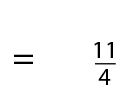 = 11/4